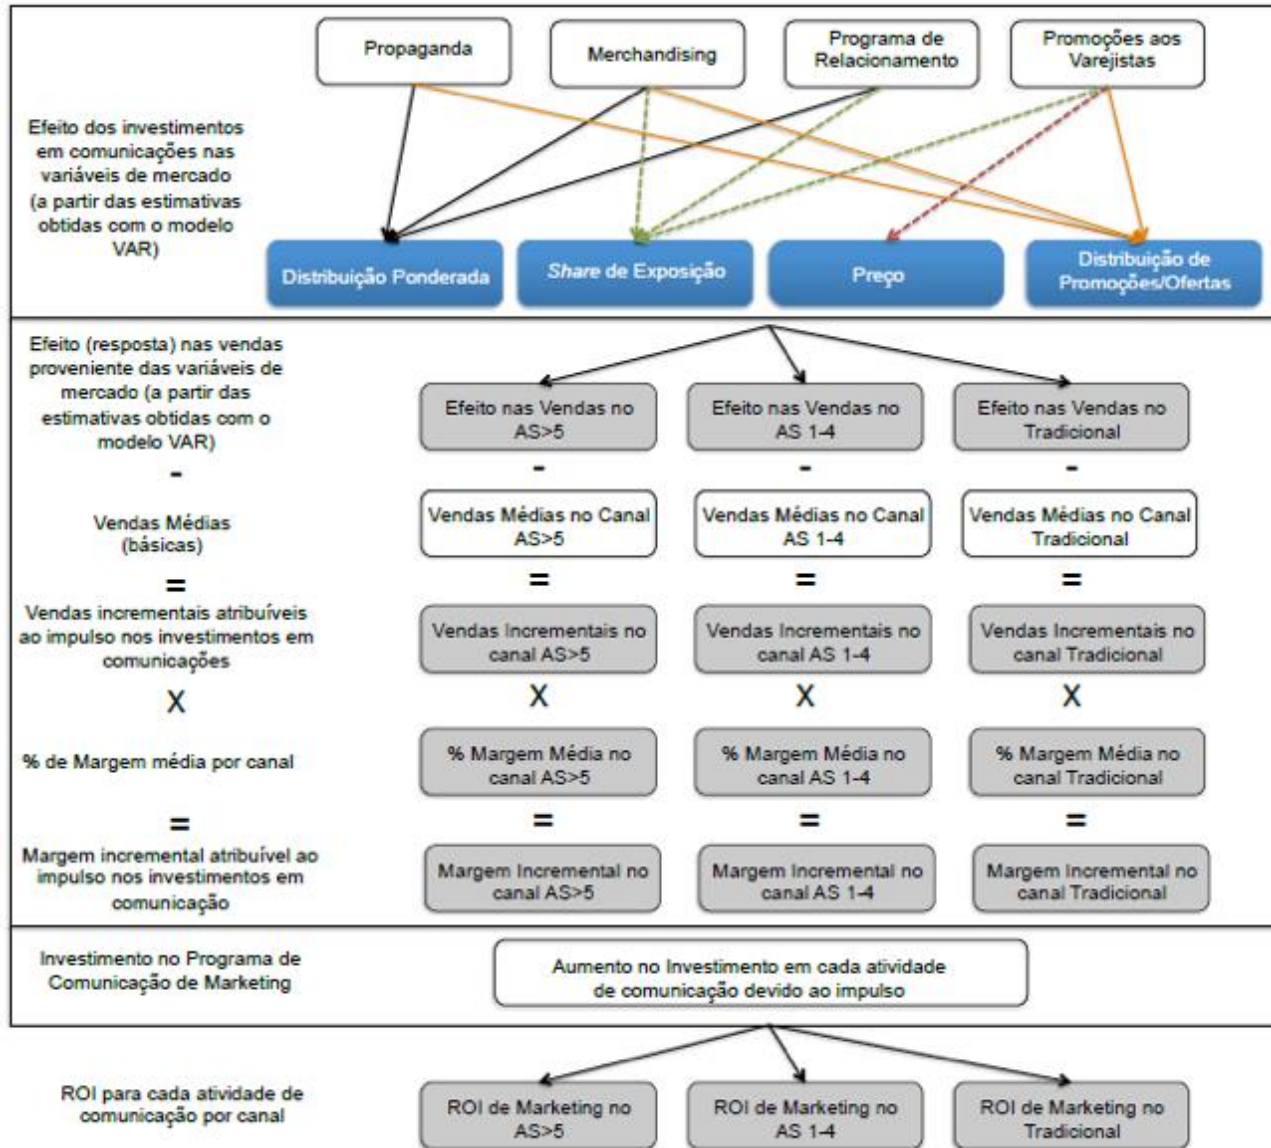 Propaganda
Merchandising
Programa de
Relacionamento
Promoções aos
Varejistas
Efeito dos investimentos
em comunicações nas
variáveis de mercado
(a partir das estimativas
obtidas com o modelo
VAR)
Distribuição Ponderada
Share de Exposição
Preço
Distribuição de
Promoções/Ofertas
Efeito (resposta) nas vendas
proveniente das variáveis de
mercado (a partir das
estimativas obtidas com o
modelo VAR)
Efeito nas Vendas no
AS>5
Efeito nas Vendas no
AS 1-4
Efeito nas Vendas no
Tradicional
-
-
-
-
Vendas Médias
(básicas)
Vendas Médias no Canal
AS>5
Vendas Médias no Canal
AS 1-4
Vendas Médias no Canal
Tradicional
=
=
=
=
Vendas incrementais atribuíveis
ao impulso nos investimentos em
comunicações
Vendas Incrementais no
canal AS>5
Vendas Incrementais no
canal AS 1-4
Vendas Incrementais no
canal Tradicional
X
X
X
X
% de Margem média por canal
% Margem Média no
canal AS>5
% Margem Média no
canal AS 1-4
% Margem Média no
canal Tradicional
=
=
=
=
Margem incremental atribuível ao
impulso nos investimentos em
comunicação
Margem Incremental no
canal AS>5
Margem Incremental no
canal AS 1-4
Margem Incremental no
canal Tradicional
Investimento no Programa de
Comunicação de Marketing
Aumento no Investimento em cada atividade
de comunicação devido ao impulso
ROI para cada atividade de
comunicação por canal
ROI de Marketing no
AS>5
ROI de Marketing no
AS 1-4
ROI de Marketing no
Tradicional